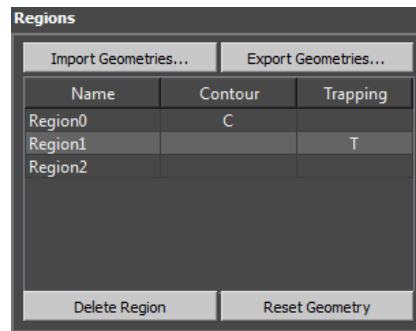 Regions
Import Geometries... Export Geometries...
Name Contour Trapping
Region0 C
Region1 T
Region2
Delete Region Reset Geometry